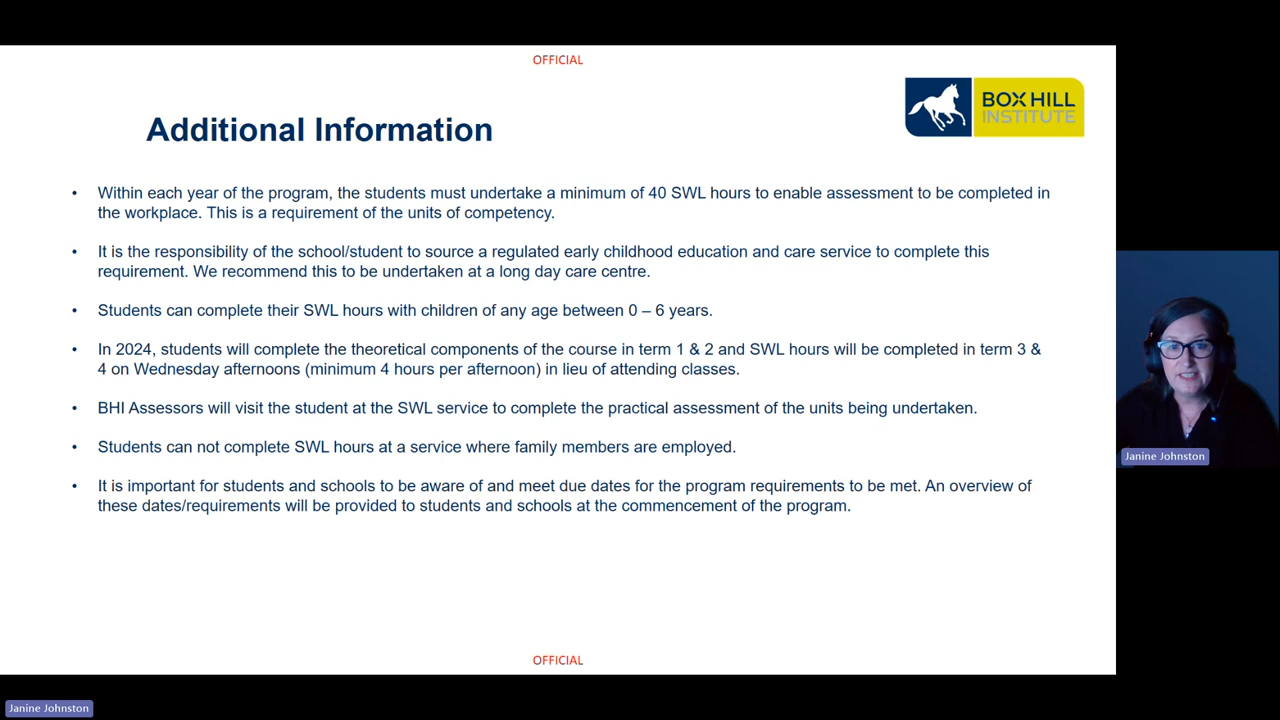 OFFICIAL
BOX HILL
INSTITUTE
Additional Information
• Within each year of the program, the students must undertake a minimum of 40 SWL hours to enable assessment to be completed in
the workplace. This is a requirement of the units of competency.
• It is the responsibility of the school/student to source a regulated early childhood education and care service to complete this
requirement. We recommend this to be undertaken at a long day care centre.
• Students can complete their SWL hours with children of any age between 0 – 6 years.
• In 2024, students will complete the theoretical components of the course in term 1 & 2 and SWL hours will be completed in term 3 &
4 on Wednesday afternoons (minimum 4 hours per afternoon) in lieu of attending classes.
• BHI Assessors will visit the student at the SWL service to complete the practical assessment of the units being undertaken.
• Students can not complete SWL hours at a service where family members are employed.
• It is important for students and schools to be aware of and meet due dates for the program requirements to be met. An overview of
these dates/requirements will be provided to students and schools at the commencement of the program.
OFFICIAL
Janine Johnston
Janine Johnston